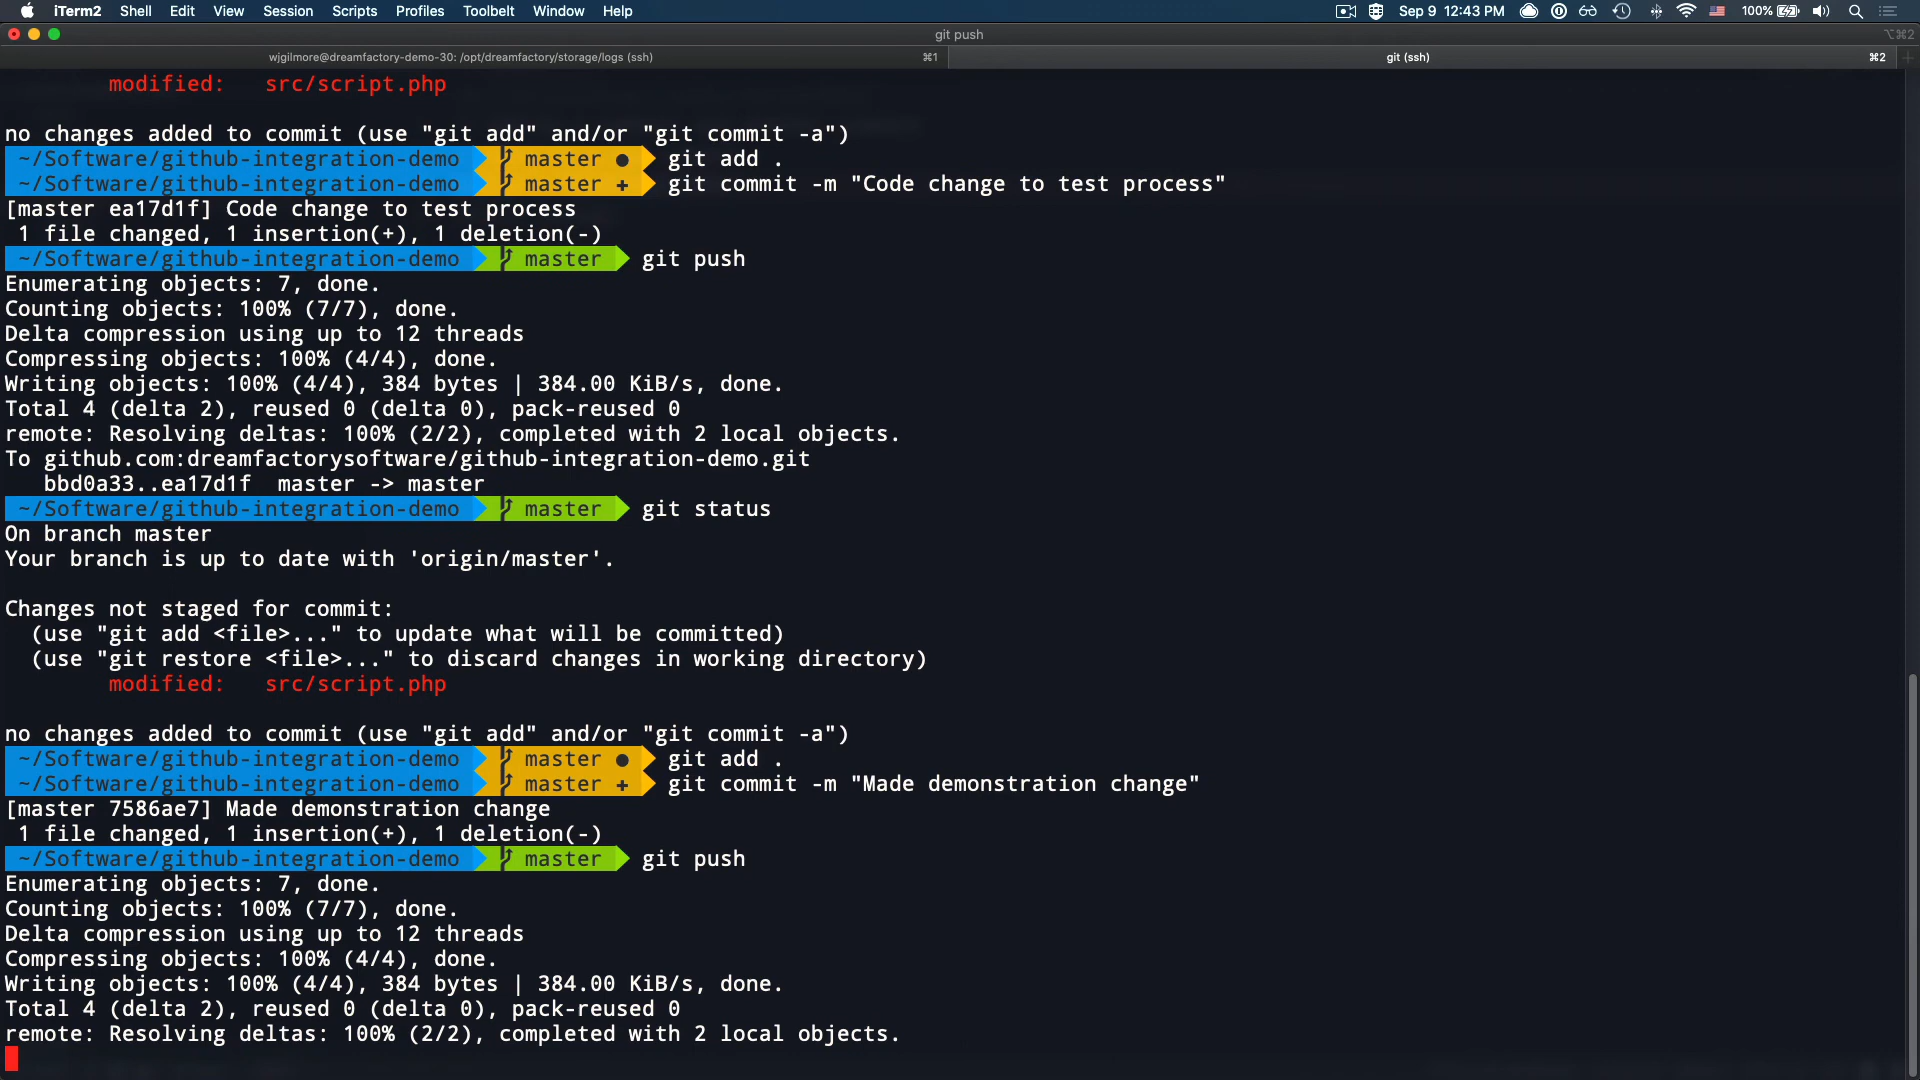 iTerm2 Shell Edit View Session Scripts Profiles Toolbelt Window Help Sep 9 12:43 PM 100%
git push ⌥⌘2
wjgilmore@dreamfactory-demo-30: /opt/dreamfactory/storage/logs (ssh) ⌘1 git (ssh) ⌘2
modified: src/script.php
no changes added to commit (use "git add" and/or "git commit -a")
~/Software/github-integration-demo master ● git add .
~/Software/github-integration-demo master + git commit -m "Code change to test process"
[master ea17d1f] Code change to test process
1 file changed, 1 insertion(+), 1 deletion(-)
~/Software/github-integration-demo master git push
Enumerating objects: 7, done.
Counting objects: 100% (7/7), done.
Delta compression using up to 12 threads
Compressing objects: 100% (4/4), done.
Writing objects: 100% (4/4), 384 bytes | 384.00 KiB/s, done.
Total 4 (delta 2), reused 0 (delta 0), pack-reused 0
remote: Resolving deltas: 100% (2/2), completed with 2 local objects.
To github.com:dreamfactorysoftware/github-integration-demo.git
bbd0a33..ea17d1f master -> master
~/Software/github-integration-demo master git status
On branch master
Your branch is up to date with 'origin/master'.
Changes not staged for commit:
(use "git add <file>..." to update what will be committed)
(use "git restore <file>..." to discard changes in working directory)
modified: src/script.php
no changes added to commit (use "git add" and/or "git commit -a")
~/Software/github-integration-demo master ● git add .
~/Software/github-integration-demo master + git commit -m "Made demonstration change"
[master 7586ae7] Made demonstration change
1 file changed, 1 insertion(+), 1 deletion(-)
~/Software/github-integration-demo master git push
Enumerating objects: 7, done.
Counting objects: 100% (7/7), done.
Delta compression using up to 12 threads
Compressing objects: 100% (4/4), done.
Writing objects: 100% (4/4), 384 bytes | 384.00 KiB/s, done.
Total 4 (delta 2), reused 0 (delta 0), pack-reused 0
remote: Resolving deltas: 100% (2/2), completed with 2 local objects.